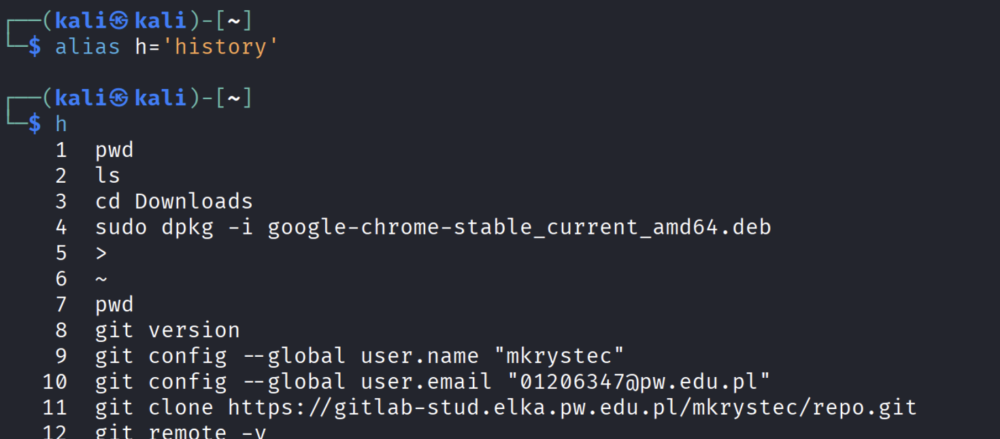 ┌──(kali㉿kali)-[~]
└─$ alias h='history'
┌──(kali㉿kali)-[~]
└─$ h
1 pwd
2 ls
3 cd Downloads
4 sudo dpkg -i google-chrome-stable_current_amd64.deb
5 >
6 ~
7 pwd
8 git version
9 git config --global user.name "mkrystec"
10 git config --global user.email "01206347@pw.edu.pl"
11 git clone https://gitlab-stud.elka.pw.edu.pl/mkrystec/repo.git
12 git remote -v